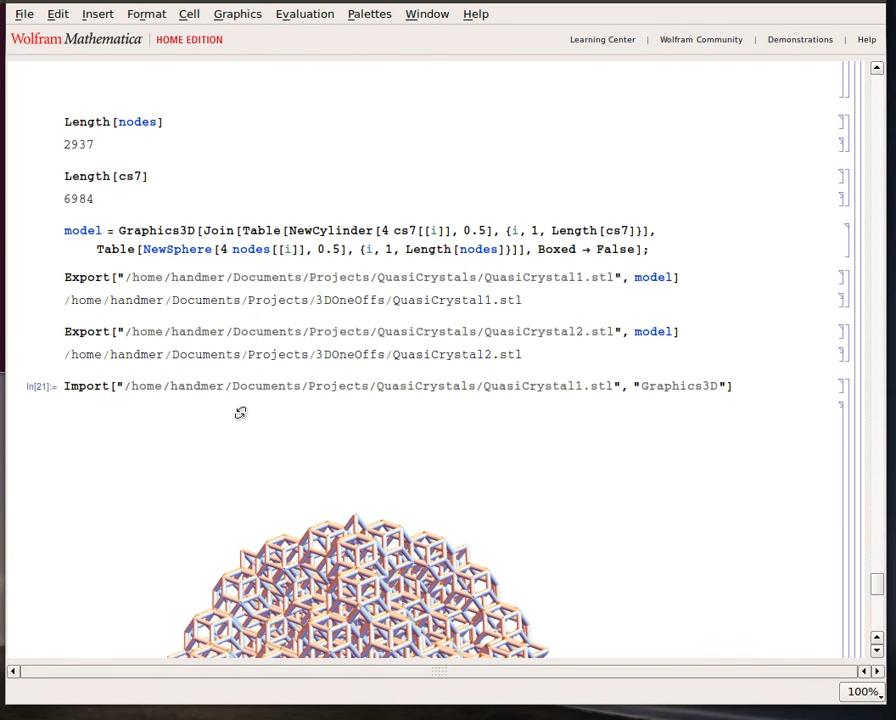 File Edit Insert Format Cell Graphics Evaluation Palettes Window Help
Wolfram Mathematica | HOME EDITION Learning Center | Wolfram Community | Demonstrations | Help
Length[nodes]
2937
Length[cs7]
6984
model = Graphics3D[Join[Table[NewCylinder[4 cs7[[i]], 0.5], {i, 1, Length[cs7]}],
Table[NewSphere[4 nodes[[i]], 0.5], {i, 1, Length[nodes]}]], Boxed → False];
Export["/home/handmer/Documents/Projects/QuasiCrystals/QuasiCrystal1.stl", model]
/home/handmer/Documents/Projects/3DOneOffs/QuasiCrystal1.stl
Export["/home/handmer/Documents/Projects/QuasiCrystals/QuasiCrystal2.stl", model]
/home/handmer/Documents/Projects/3DOneOffs/QuasiCrystal2.stl
In[21]:= Import["/home/handmer/Documents/Projects/QuasiCrystals/QuasiCrystal1.stl", "Graphics3D"]
100%